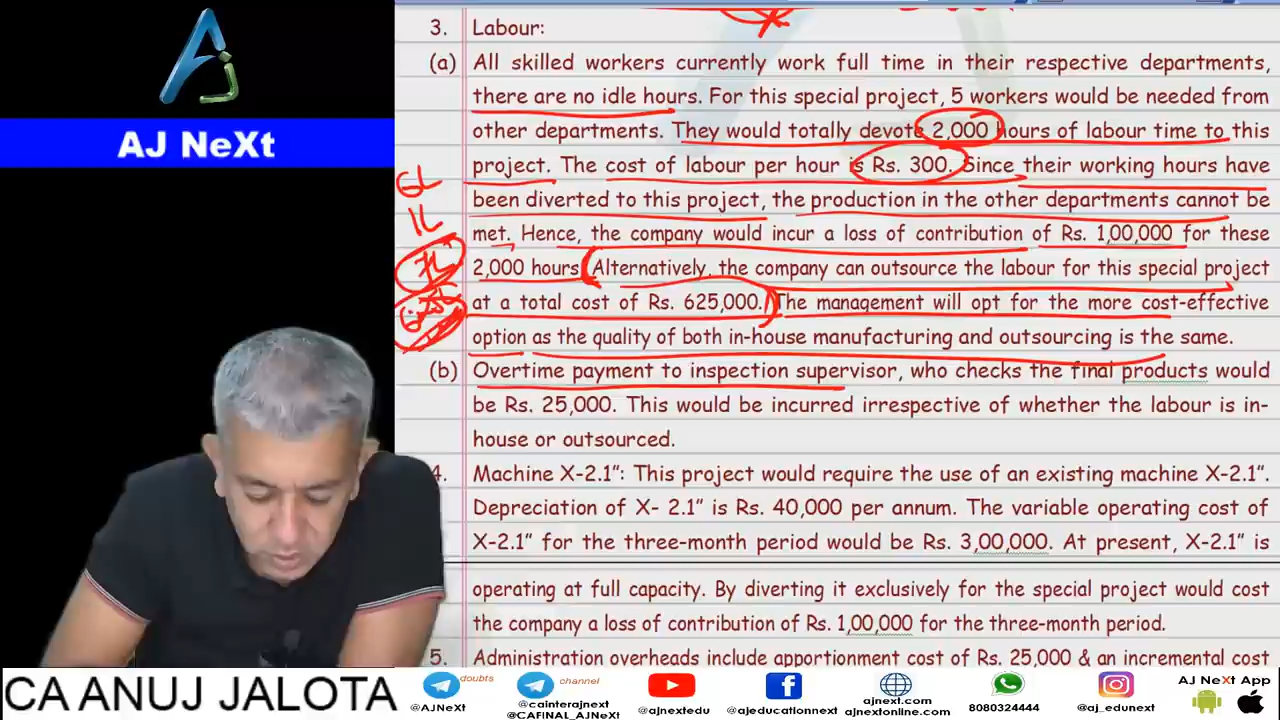 3. Labour:
(a) All skilled workers currently work full time in their respective departments,
there are no idle hours. For this special project, 5 workers would be needed from
other departments. They would totally devote 2,000 hours of labour time to this
project. The cost of labour per hour is Rs. 300. Since their working hours have
been diverted to this project, the production in the other departments cannot be
met. Hence, the company would incur a loss of contribution of Rs. 1,00,000 for these
2,000 hours. Alternatively, the company can outsource the labour for this special project
at a total cost of Rs. 625,000. The management will opt for the more cost-effective
option as the quality of both in-house manufacturing and outsourcing is the same.
(b) Overtime payment to inspection supervisor, who checks the final products would
be Rs. 25,000. This would be incurred irrespective of whether the labour is in-
house or outsourced.
4. Machine X-2.1": This project would require the use of an existing machine X-2.1".
Depreciation of X- 2.1" is Rs. 40,000 per annum. The variable operating cost of
X-2.1" for the three-month period would be Rs. 3,00,000. At present, X-2.1" is
operating at full capacity. By diverting it exclusively for the special project would cost
the company a loss of contribution of Rs. 1,00,000 for the three-month period.
5. Administration overheads include apportionment cost of Rs. 25,000 & an incremental cost
6L
1L
7L
AJ NeXt
CA ANUJ JALOTA
doubts
@AJNeXt
channel
@cainterajnext
@CAFINAL_AJNeXt
@ajnextedu
@ajeducationnext
ajnext.com
ajnextonline.com
8080324444
@aj_edunext
AJ NeXt App